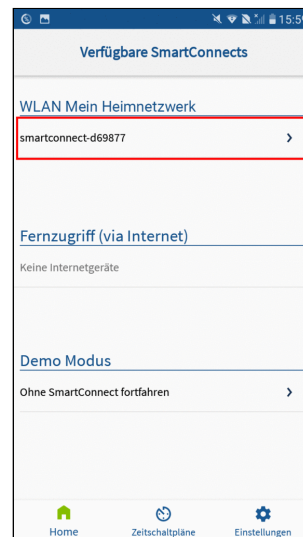 15:59
Verfügbare SmartConnects
WLAN Mein Heimnetzwerk
smartconnect-d69877
Fernzugriff (via Internet)
Keine Internetgeräte
Demo Modus
Ohne SmartConnect fortfahren
Home Zeitschaltpläne Einstellungen